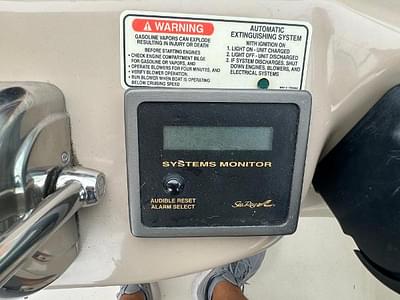 WARNING
GASOLINE VAPORS CAN EXPLODE
RESULTING IN INJURY OR DEATH
BEFORE STARTING ENGINES
• CHECK ENGINE COMPARTMENT BILGE
FOR GASOLINE OR VAPORS, AND
• OPERATE BLOWERS FOR FOUR MINUTES, AND
• VERIFY BLOWER OPERATION.
• RUN BLOWER WHEN BOAT IS OPERATING
BELOW CRUISING SPEED
AUTOMATIC
EXTINGUISHING SYSTEM
WITH IGNITION ON
1. LIGHT ON - UNIT CHARGED
2. LIGHT OFF - UNIT DISCHARGED
3. IF SYSTEM DISCHARGES, SHUT
DOWN ENGINES, BLOWERS, AND
ELECTRICAL SYSTEMS
SYSTEMS MONITOR
AUDIBLE RESET
ALARM SELECT
Sea Ray